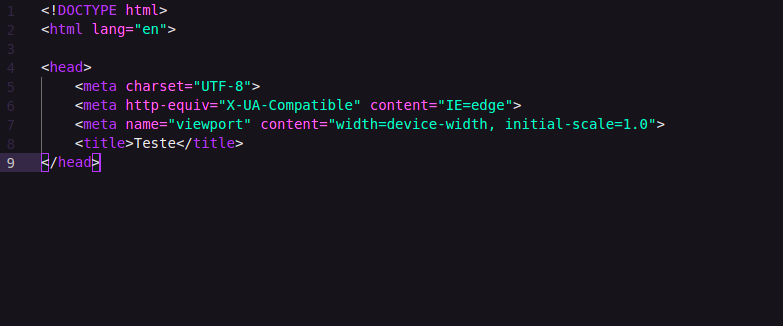 1 <!DOCTYPE html>
2 <html lang="en">
3
4 <head>
5 <meta charset="UTF-8">
6 <meta http-equiv="X-UA-Compatible" content="IE=edge">
7 <meta name="viewport" content="width=device-width, initial-scale=1.0">
8 <title>Teste</title>
9 </head>